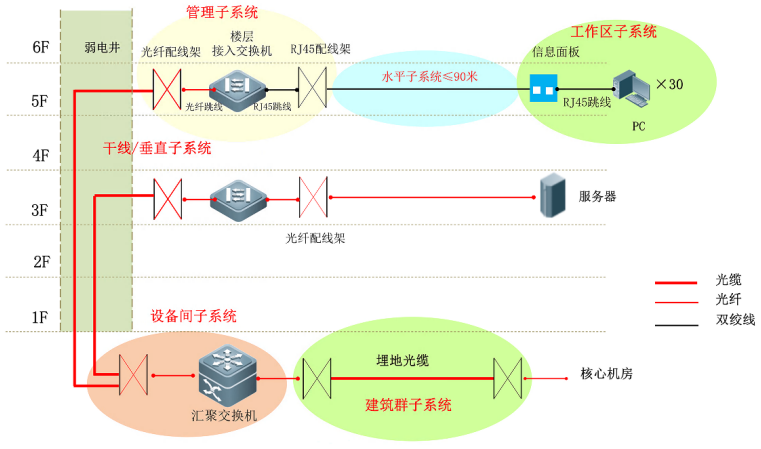 管理子系统
工作区子系统
6F
弱电井
光纤配线架
楼层
接入交换机
RJ45配线架
信息面板
水平子系统≤90米
×30
5F
光纤跳线
RJ45跳线
RJ45跳线
PC
4F
干线/垂直子系统
3F
服务器
光纤配线架
2F
光缆
光纤
1F
设备间子系统
双绞线
埋地光缆
核心机房
汇聚交换机
建筑群子系统